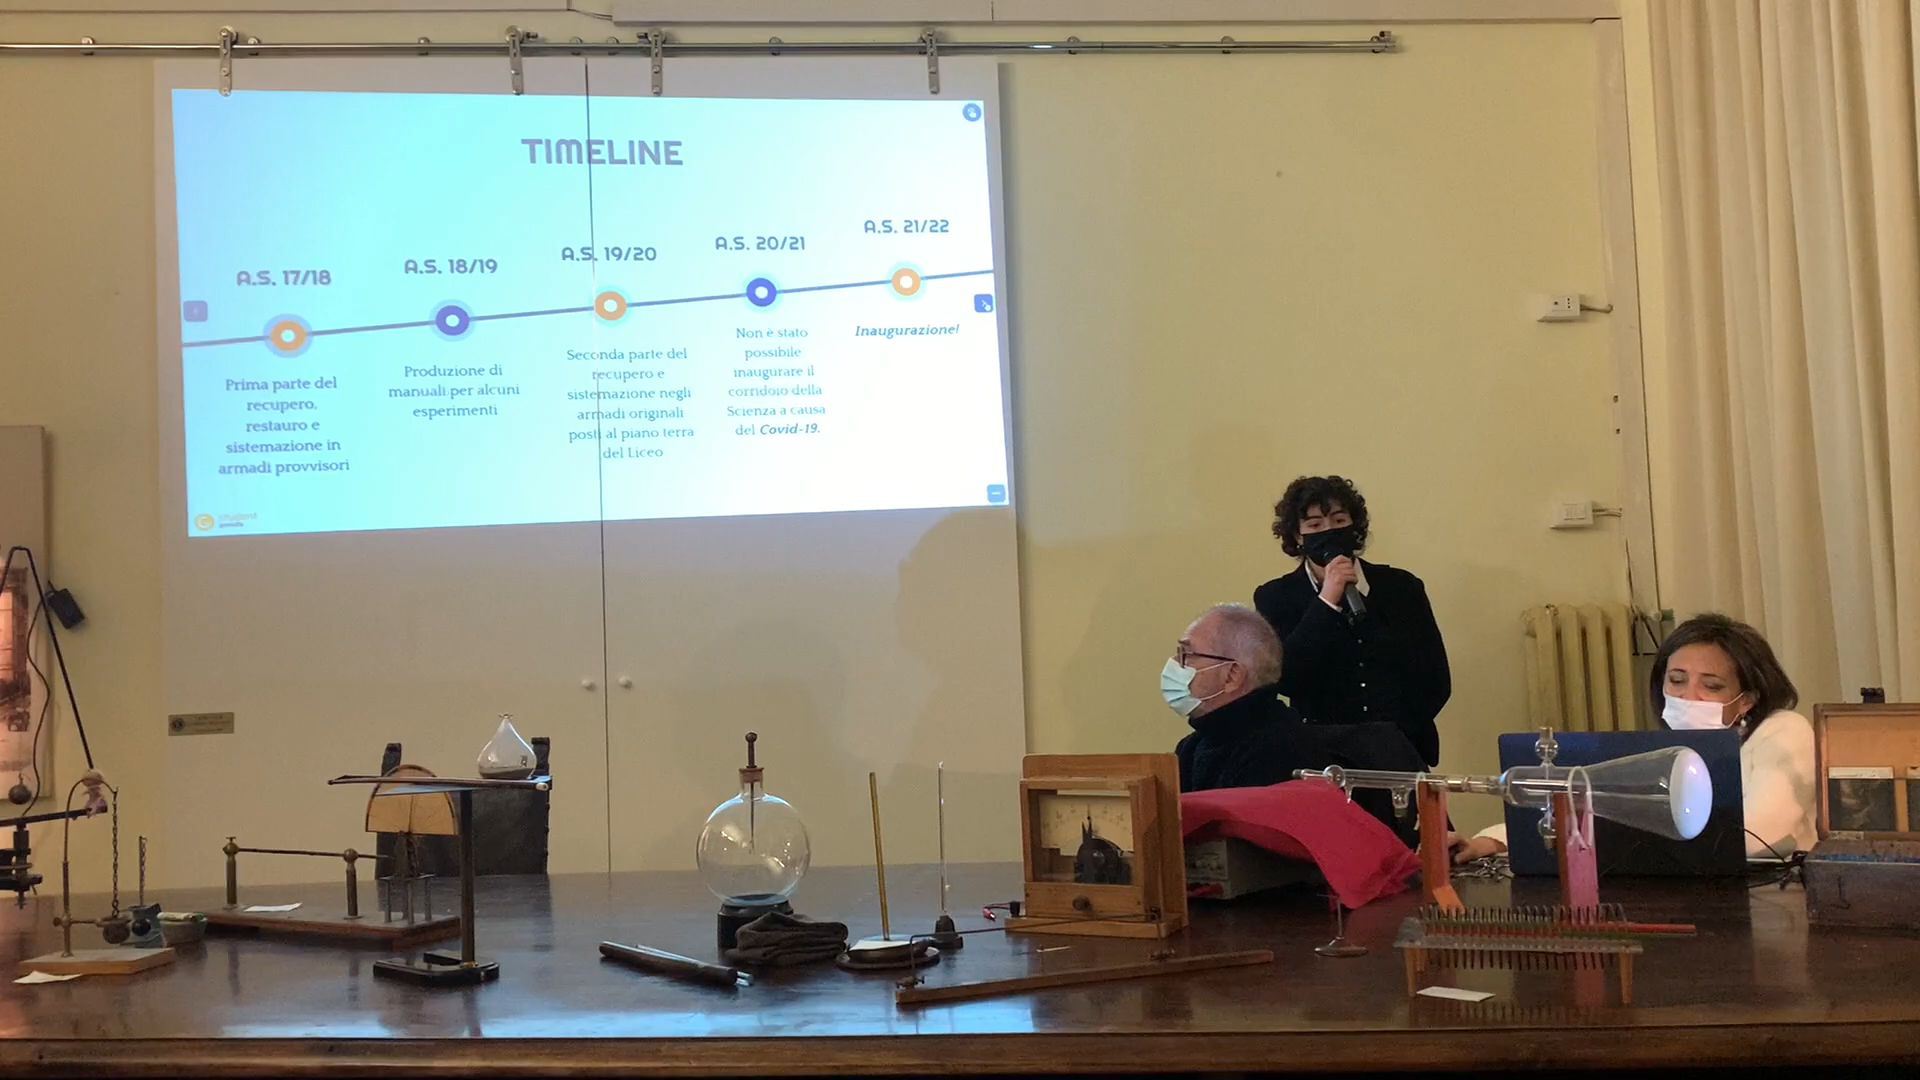 TIMELINE
A.S. 17/18
A.S. 18/19
A.S. 19/20
A.S. 20/21
A.S. 21/22
Prima parte del
recupero,
restauro e
sistemazione in
armadi provvisori
Produzione di
manuali per alcuni
esperimenti
Seconda parte del
recupero e
sistemazione negli
armadi originali
posti al piano terra
del Liceo
Non è stato
possibile
inaugurare il
corridoio della
Scienza a causa
del Covid-19.
Inaugurazione!
student